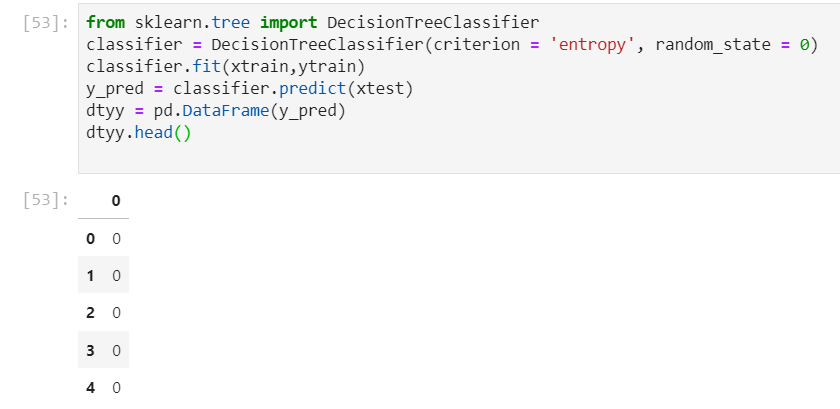 [53]: from sklearn.tree import DecisionTreeClassifier
classifier = DecisionTreeClassifier(criterion = 'entropy', random_state = 0)
classifier.fit(xtrain,ytrain)
y_pred = classifier.predict(xtest)
dtyy = pd.DataFrame(y_pred)
dtyy.head()
[53]: 0
0 0
1 0
2 0
3 0
4 0